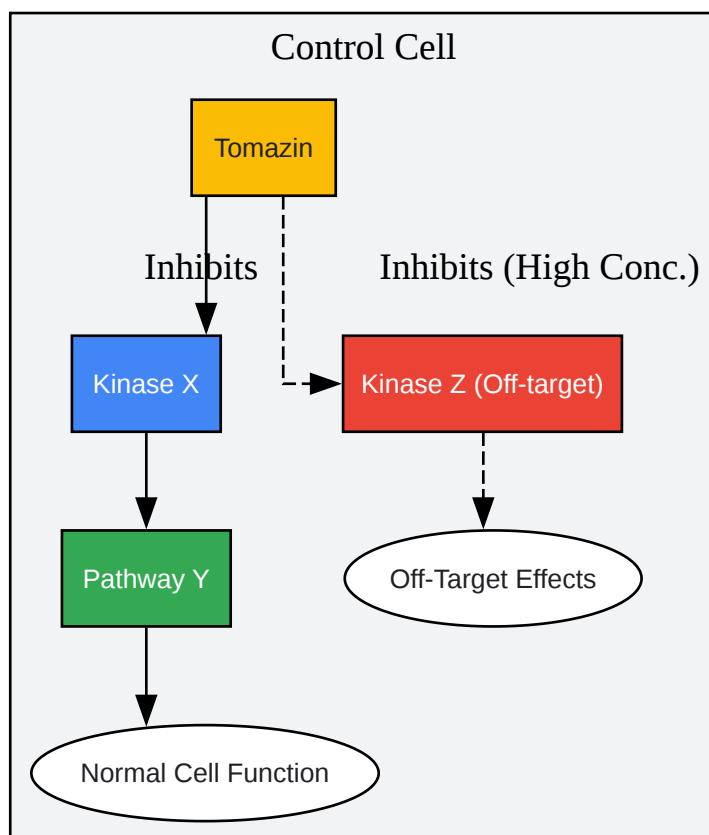 Control Cell
Tomazin
Inhibits
Inhibits (High Conc.)
Kinase X
Kinase Z (Off-target)
Pathway Y
Off-Target Effects
Normal Cell Function